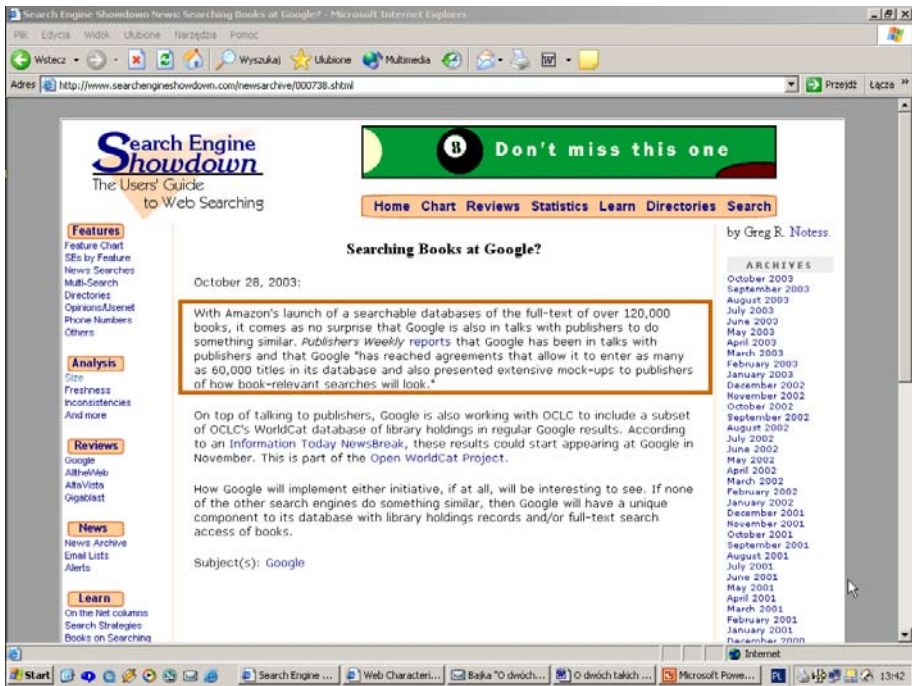 Search Engine Showdown News: Searching Books at Google? - Microsoft Internet Explorer
Plik Edycja Widok Ulubione Narzędzia Pomoc
Wstecz Wyszukaj Ulubione Multimedia
Adres http://www.searchengineshowdown.com/newsarchive/000738.shtml Przejdź Łącza »
Search Engine
Showdown
The Users' Guide
to Web Searching
8 Don't miss this one
Home Chart Reviews Statistics Learn Directories Search
Features
Feature Chart
SEs by Feature
News Searches
Multi-Search
Directories
Opinions/Usenet
Phone Numbers
Others
Analysis
Size
Freshness
Inconsistencies
And more
Reviews
Google
AlltheWeb
AltaVista
Gigablast
News
News Archive
Email Lists
Alerts
Learn
On the Net columns
Search Strategies
Books on Searching
Searching Books at Google?
October 28, 2003:
With Amazon's launch of a searchable databases of the full-text of over 120,000
books, it comes as no surprise that Google is also in talks with publishers to do
something similar. Publishers Weekly reports that Google has been in talks with
publishers and that Google "has reached agreements that allow it to enter as many
as 60,000 titles in its database and also presented extensive mock-ups to publishers
of how book-relevant searches will look."
On top of talking to publishers, Google is also working with OCLC to include a subset
of OCLC's WorldCat database of library holdings in regular Google results. According
to an Information Today NewsBreak, these results could start appearing at Google in
November. This is part of the Open WorldCat Project.
How Google will implement either initiative, if at all, will be interesting to see. If none
of the other search engines do something similar, then Google will have a unique
component to its database with library holdings records and/or full-text search
access of books.
Subject(s): Google
by Greg R. Notess.
ARCHIVES
October 2003
September 2003
August 2003
July 2003
June 2003
May 2003
April 2003
March 2003
February 2003
January 2003
December 2002
November 2002
October 2002
September 2002
August 2002
July 2002
June 2002
May 2002
April 2002
March 2002
February 2002
January 2002
December 2001
November 2001
October 2001
September 2001
August 2001
July 2001
June 2001
May 2001
April 2001
March 2001
February 2001
January 2001
December 2000
Internet
Start Search Engine ... Web Characteri... Bajka "O dwóch... O dwóch takich ... Microsoft Powe... PL 13:42